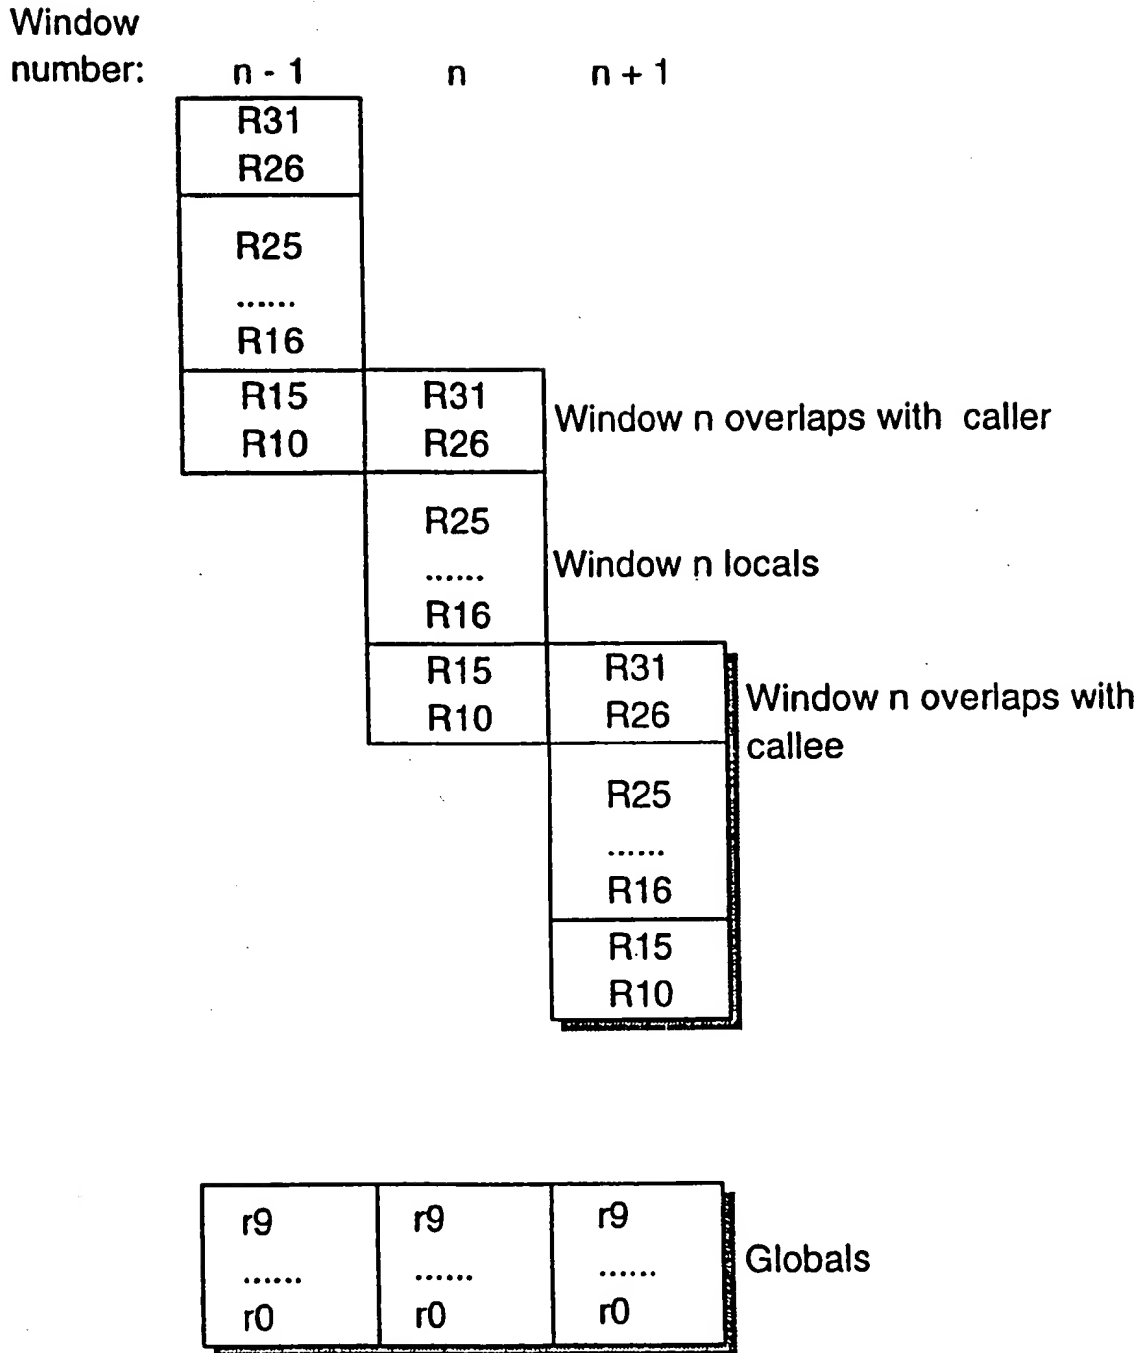 Window
number: n - 1 n n + 1
R31
R26
R25
......
R16
R15 R31 Window n overlaps with caller
R10 R26
R25
......
Window n locals
R16
R15 R31
R10 R26
Window n overlaps with
callee
R25
......
R16
R15
R10
r9 r9 r9
...... ...... ......
Globals
r0 r0 r0